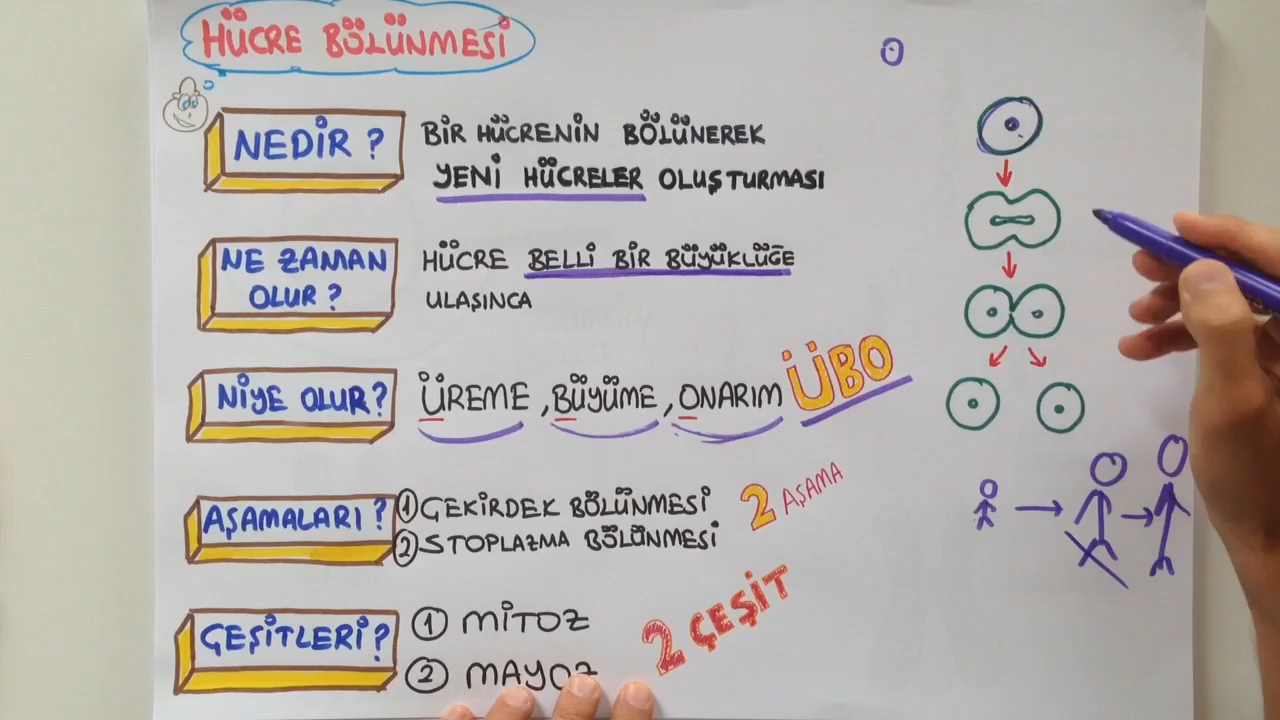 HÜCRE BÖLÜNMESİ
NEDİR?
BİR HÜCRENİN BÖLÜNEREK
YENİ HÜCRELER OLUŞTURMASI
NE ZAMAN
OLUR?
HÜCRE BELLİ BİR BÜYÜKLÜĞE
ULAŞINCA
NİYE OLUR?
ÜREME, BÜYÜME, ONARIM ÜBO
AŞAMALARI?
① ÇEKİRDEK BÖLÜNMESİ
② STOPLAZMA BÖLÜNMESİ
2 AŞAMA
ÇEŞİTLERİ?
① MİTOZ
② MAYOZ
2 ÇEŞİT